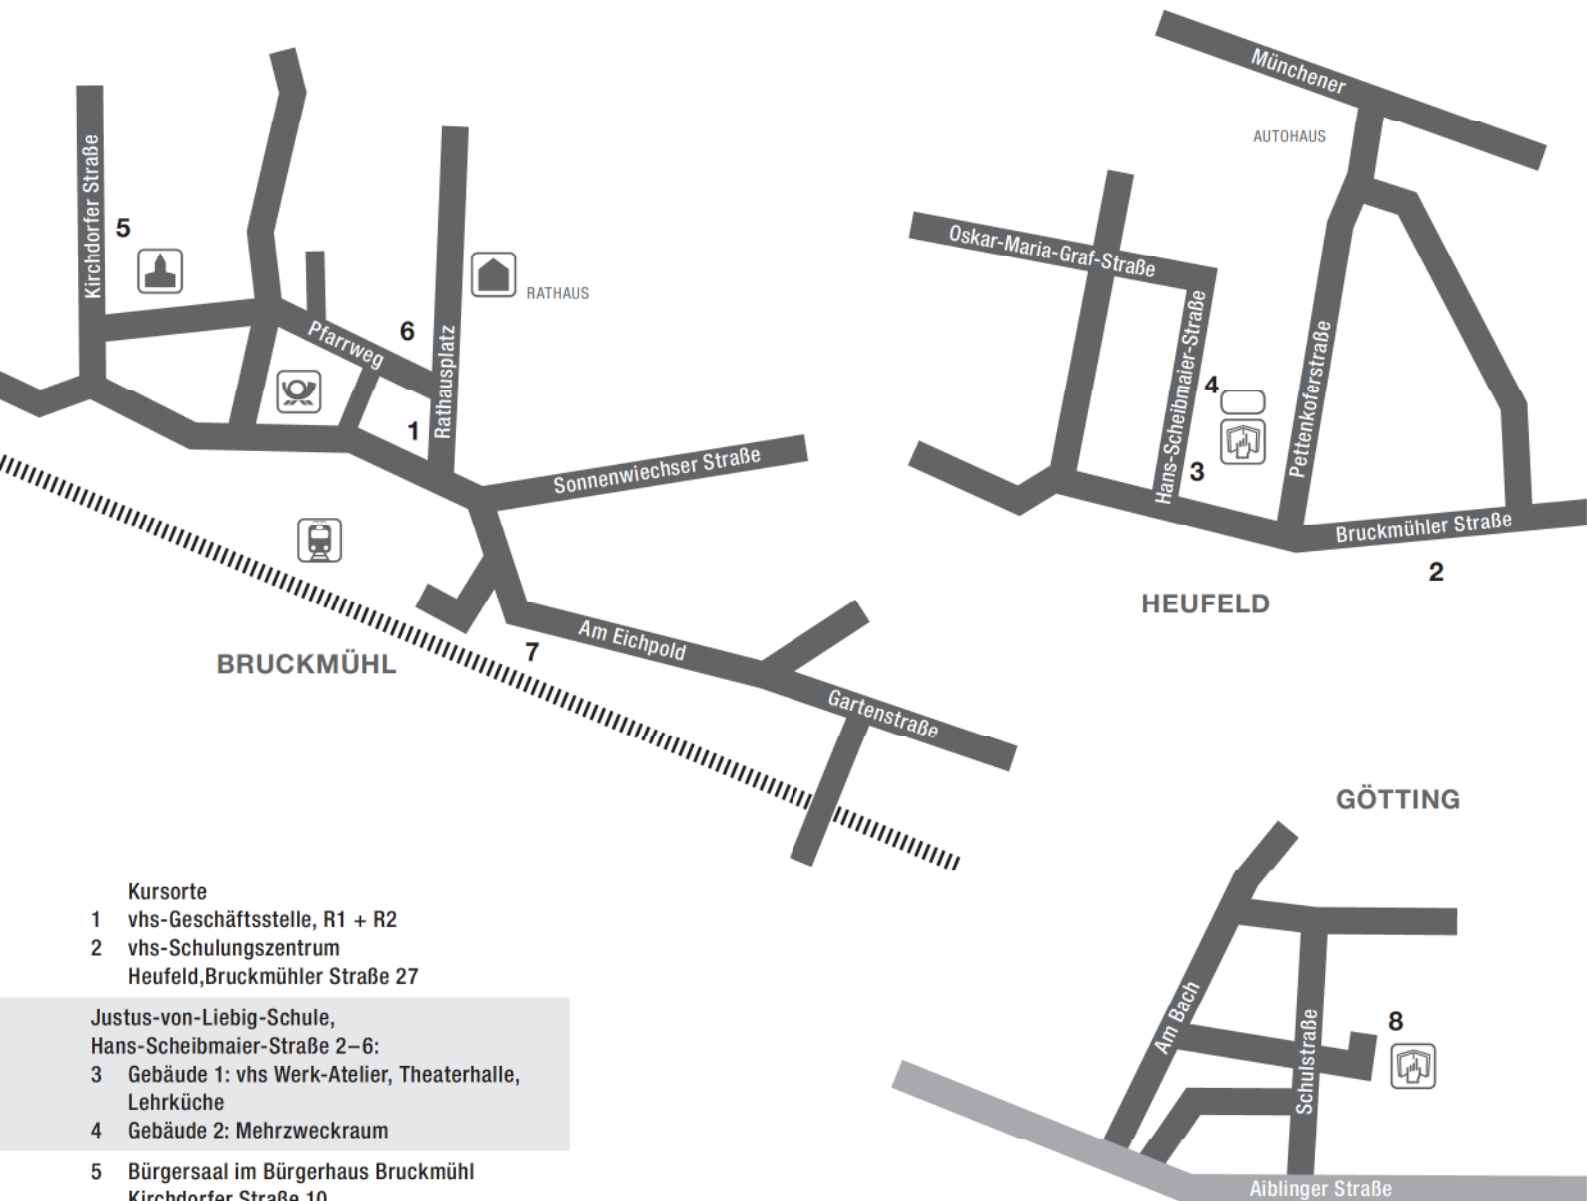 Münchener
AUTOHAUS
Kirchdorfer Straße
5
Oskar-Maria-Graf-Straße
RATHAUS
Pfarrweg
6
Rathausplatz
Hans-Scheibmaier-Straße
4
Pettenkoferstraße
1
Sonnenwiechser Straße
3
Bruckmühler Straße
2
HEUFELD
BRUCKMÜHL
7
Am Eichpold
Gartenstraße
GÖTTING
Am Bach
Schulstraße
8
Aiblinger Straße
Kursorte
1 vhs-Geschäftsstelle, R1 + R2
2 vhs-Schulungszentrum
Heufeld,Bruckmühler Straße 27
Justus-von-Liebig-Schule,
Hans-Scheibmaier-Straße 2–6:
3 Gebäude 1: vhs Werk-Atelier, Theaterhalle,
Lehrküche
4 Gebäude 2: Mehrzweckraum
5 Bürgersaal im Bürgerhaus Bruckmühl
Kirchdorfer Straße 10